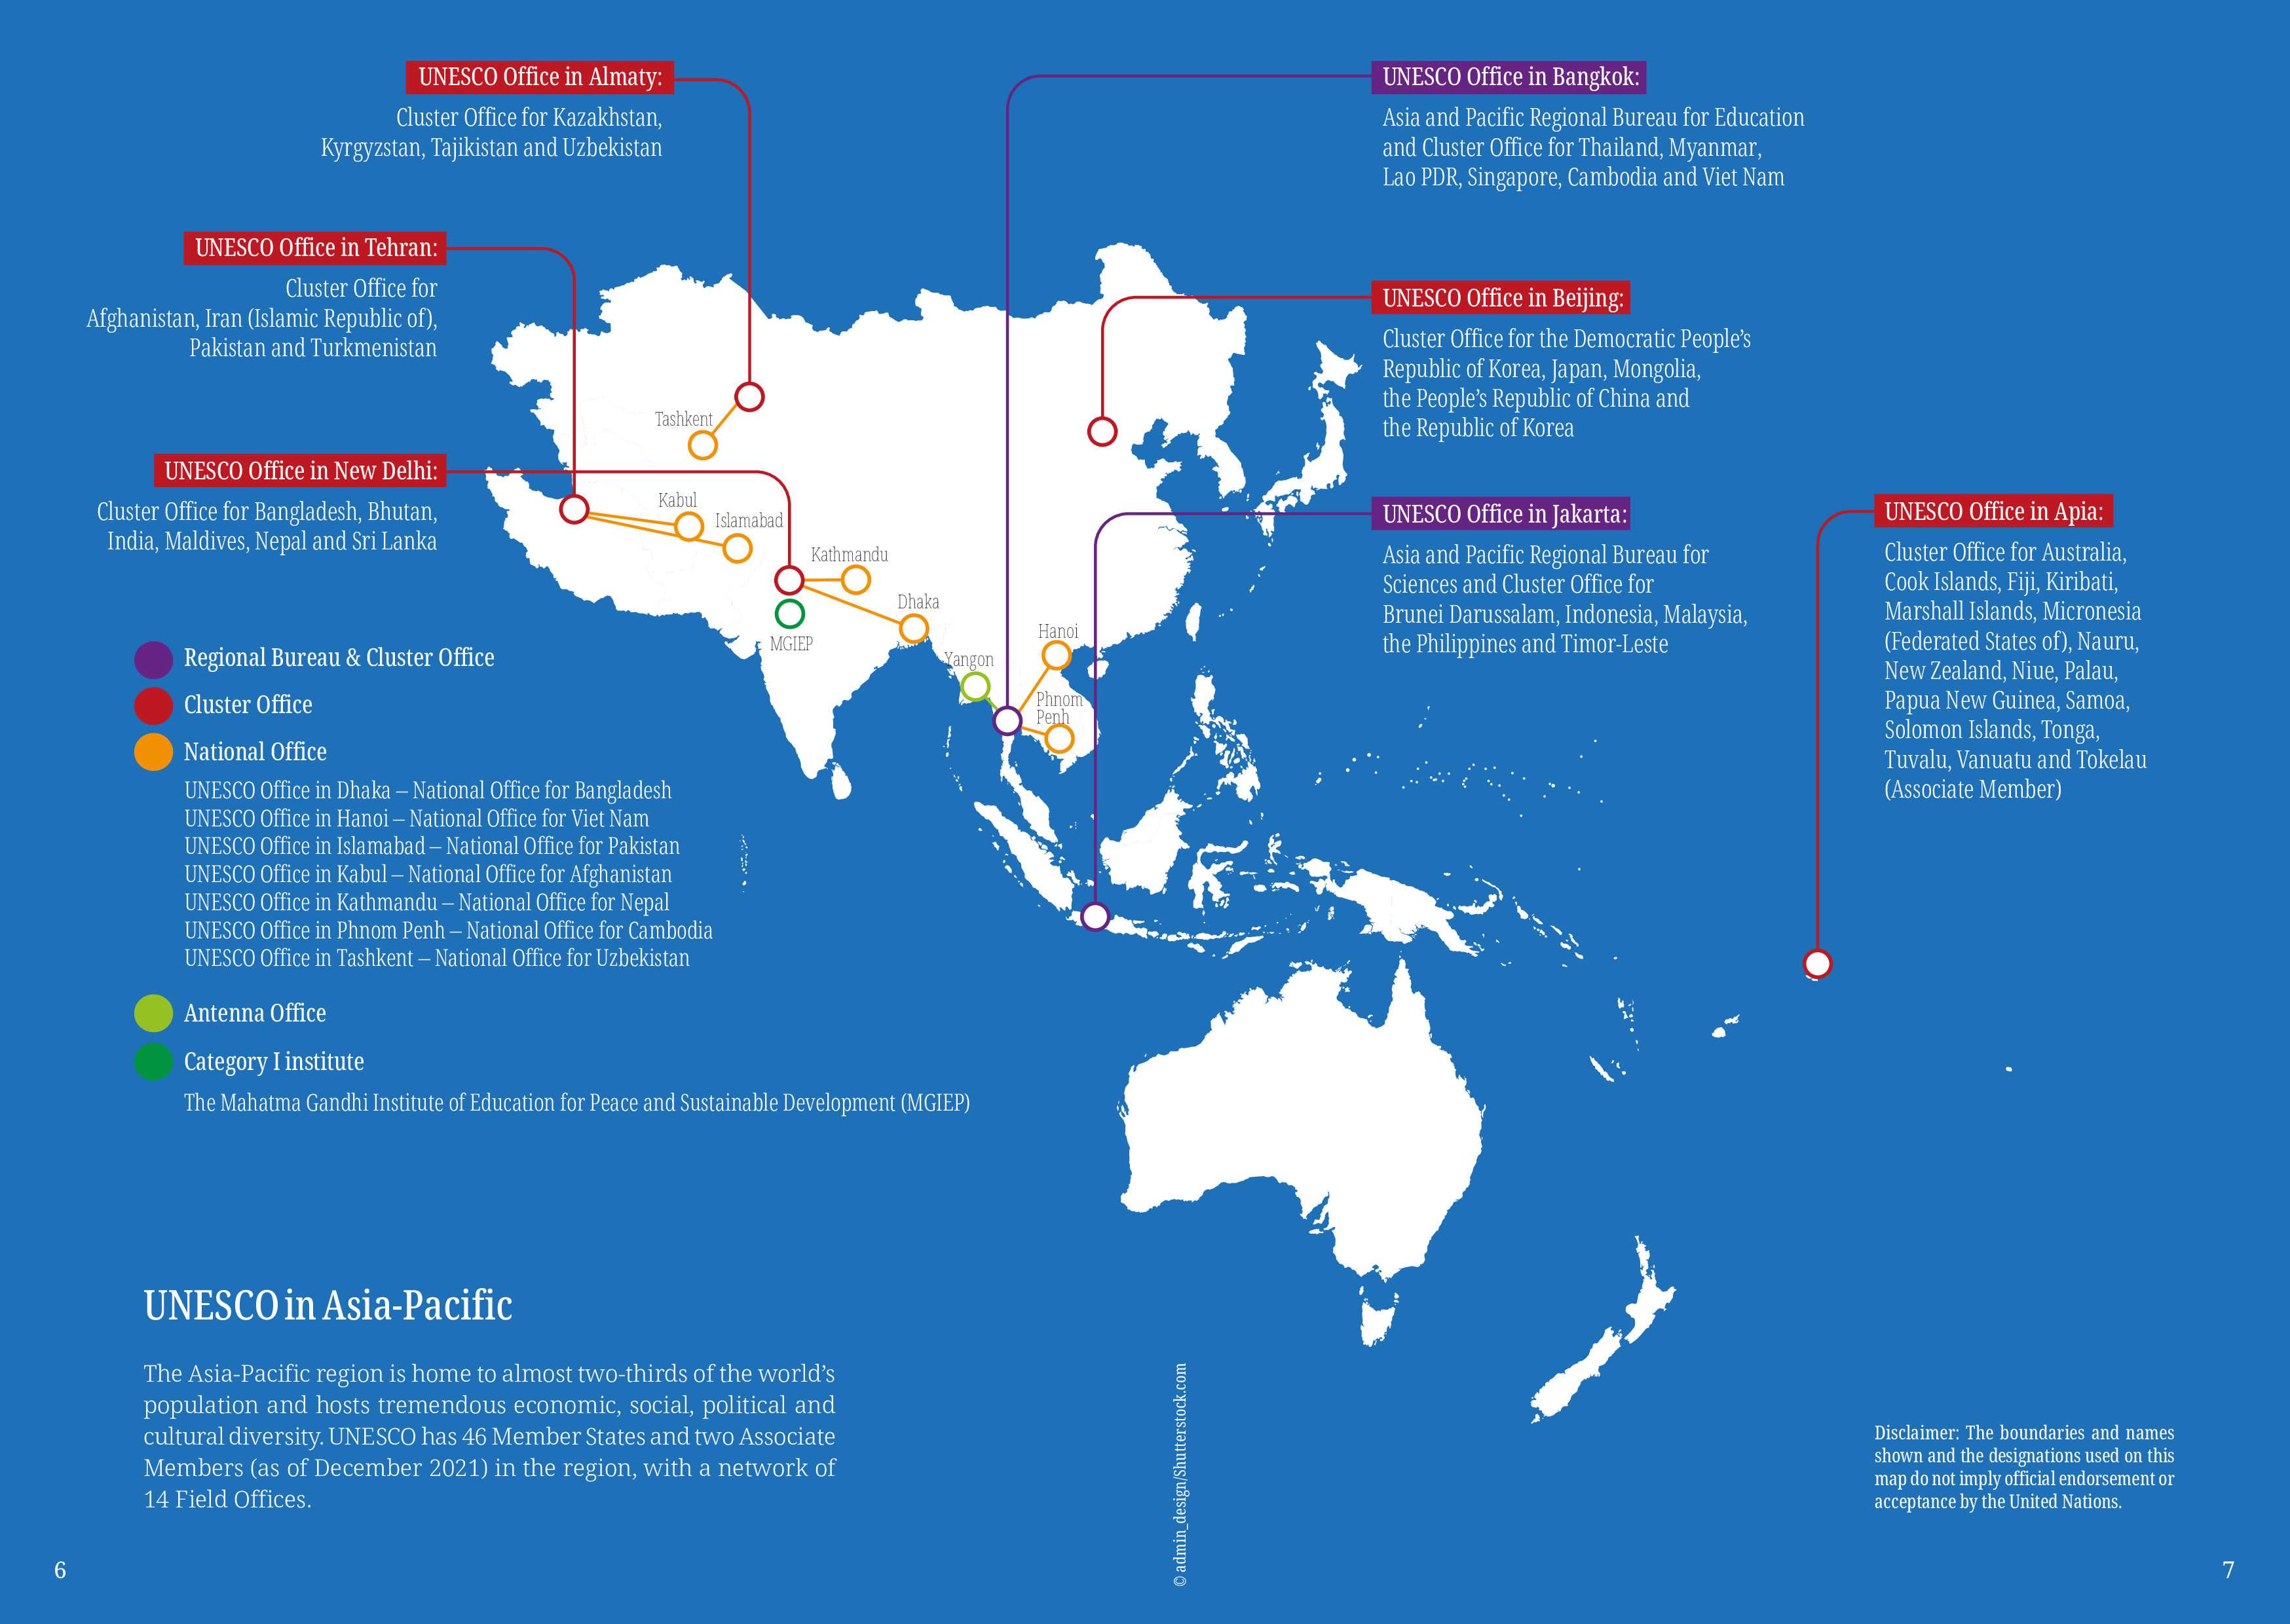 UNESCO Office in Almaty:
Cluster Office for Kazakhstan,
Kyrgyzstan, Tajikistan and Uzbekistan
UNESCO Office in Bangkok:
Asia and Pacific Regional Bureau for Education
and Cluster Office for Thailand, Myanmar,
Lao PDR, Singapore, Cambodia and Viet Nam
UNESCO Office in Tehran:
Cluster Office for
Afghanistan, Iran (Islamic Republic of),
Pakistan and Turkmenistan
UNESCO Office in Beijing:
Cluster Office for the Democratic People’s
Republic of Korea, Japan, Mongolia,
the People’s Republic of China and
the Republic of Korea
UNESCO Office in New Delhi:
Cluster Office for Bangladesh, Bhutan,
India, Maldives, Nepal and Sri Lanka
UNESCO Office in Jakarta:
Asia and Pacific Regional Bureau for
Sciences and Cluster Office for
Brunei Darussalam, Indonesia, Malaysia,
the Philippines and Timor-Leste
UNESCO Office in Apia:
Cluster Office for Australia,
Cook Islands, Fiji, Kiribati,
Marshall Islands, Micronesia
(Federated States of), Nauru,
New Zealand, Niue, Palau,
Papua New Guinea, Samoa,
Solomon Islands, Tonga,
Tuvalu, Vanuatu and Tokelau
(Associate Member)
Tashkent
Kabul
Islamabad
Kathmandu
Dhaka
MGIEP
Hanoi
Yangon
Phnom
Penh
Regional Bureau & Cluster Office
Cluster Office
National Office
UNESCO Office in Dhaka – National Office for Bangladesh
UNESCO Office in Hanoi – National Office for Viet Nam
UNESCO Office in Islamabad – National Office for Pakistan
UNESCO Office in Kabul – National Office for Afghanistan
UNESCO Office in Kathmandu – National Office for Nepal
UNESCO Office in Phnom Penh – National Office for Cambodia
UNESCO Office in Tashkent – National Office for Uzbekistan
Antenna Office
Category I institute
The Mahatma Gandhi Institute of Education for Peace and Sustainable Development (MGIEP)
UNESCO in Asia-Pacific
The Asia-Pacific region is home to almost two-thirds of the world’s
population and hosts tremendous economic, social, political and
cultural diversity. UNESCO has 46 Member States and two Associate
Members (as of December 2021) in the region, with a network of
14 Field Offices.
© admin_design/Shutterstock.com
Disclaimer: The boundaries and names
shown and the designations used on this
map do not imply official endorsement or
acceptance by the United Nations.
6
7